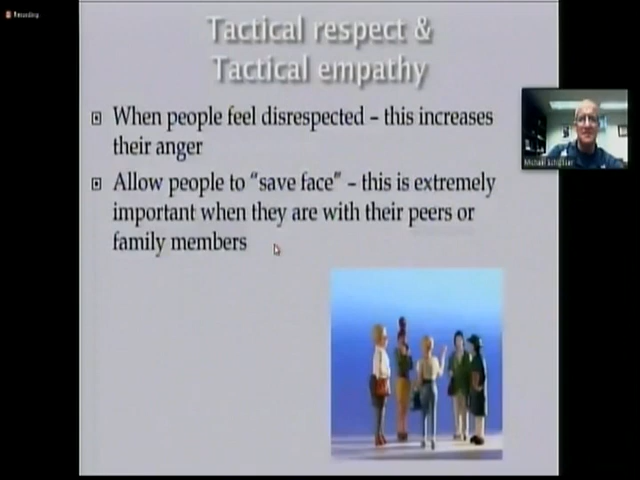 Recording
Tactical respect &
Tactical empathy
When people feel disrespected – this increases
their anger
Allow people to “save face” – this is extremely
important when they are with their peers or
family members
Michael